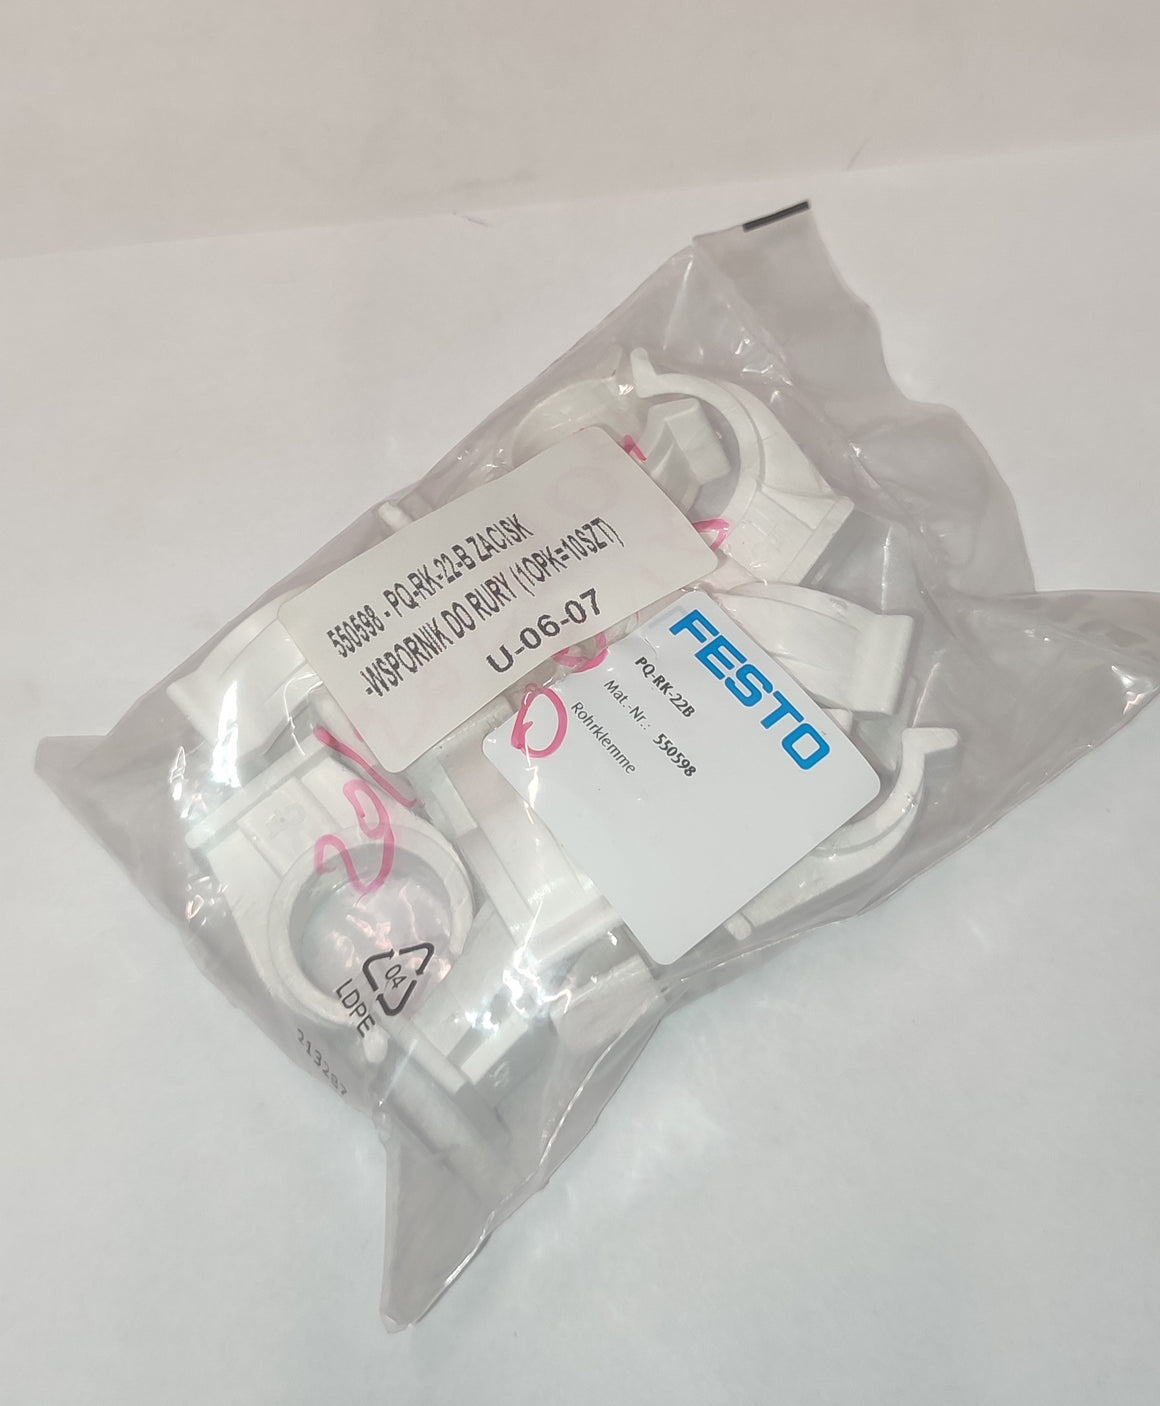 550598 - PQ-RK-22-B ZACISK
-WSPORNIK DO RURY (1OPK=10SZT)
U-06-07
FESTO
PQ-RK-22B
Mat.-Nr.: 550598
Rohrklemme
04
LDPE
213287